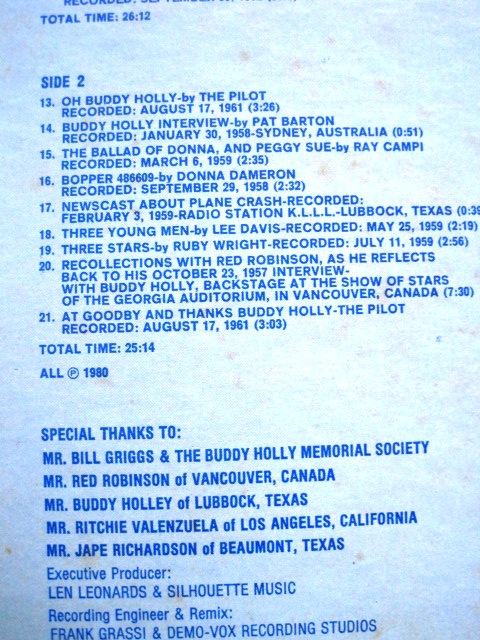 TOTAL TIME: 26:12
SIDE 2
13. OH BUDDY HOLLY-by THE PILOT
RECORDED: AUGUST 17, 1961 (3:26)
14. BUDDY HOLLY INTERVIEW-by PAT BARTON
RECORDED: JANUARY 30, 1958-SYDNEY, AUSTRALIA (0:51)
15. THE BALLAD OF DONNA, AND PEGGY SUE-by RAY CAMPI
RECORDED: MARCH 6, 1959 (2:35)
16. BOPPER 486609-by DONNA DAMERON
RECORDED: SEPTEMBER 29, 1958 (2:32)
17. NEWSCAST ABOUT PLANE CRASH-RECORDED:
FEBRUARY 3, 1959-RADIO STATION K.L.L.L.-LUBBOCK, TEXAS (0:39
18. THREE YOUNG MEN-by LEE DAVIS-RECORDED: MAY 25, 1959 (2:19)
19. THREE STARS-by RUBY WRIGHT-RECORDED: JULY 11, 1959 (2:56)
20. RECOLLECTIONS WITH RED ROBINSON, AS HE REFLECTS
BACK TO HIS OCTOBER 23, 1957 INTERVIEW-
WITH BUDDY HOLLY, BACKSTAGE AT THE SHOW OF STARS
OF THE GEORGIA AUDITORIUM, IN VANCOUVER, CANADA (7:30)
21. AT GOODBY AND THANKS BUDDY HOLLY-THE PILOT
RECORDED: AUGUST 17, 1961 (3:03)
TOTAL TIME: 25:14
ALL ℗ 1980
SPECIAL THANKS TO:
MR. BILL GRIGGS & THE BUDDY HOLLY MEMORIAL SOCIETY
MR. RED ROBINSON of VANCOUVER, CANADA
MR. BUDDY HOLLEY of LUBBOCK, TEXAS
MR. RITCHIE VALENZUELA of LOS ANGELES, CALIFORNIA
MR. JAPE RICHARDSON of BEAUMONT, TEXAS
Executive Producer:
LEN LEONARDS & SILHOUETTE MUSIC
Recording Engineer & Remix:
FRANK GRASSI & DEMO-VOX RECORDING STUDIOS